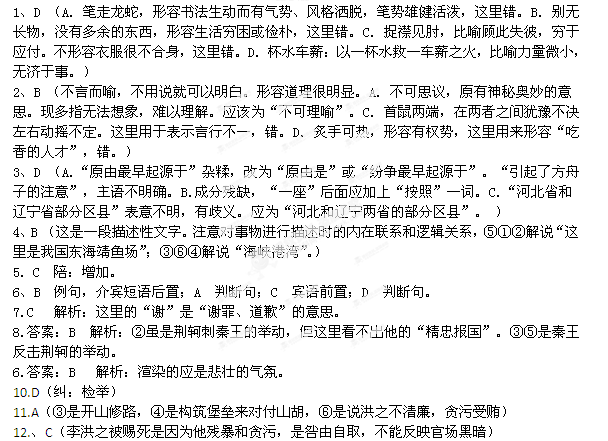 1、D（A．笔走龙蛇，形容书法生动而有气势、风格洒脱，笔势雄健活泼，这里错。B．别无
长物，没有多余的东西，形容生活穷困或俭朴，这里错。C．捉襟见肘，比喻顾此失彼，穷于
应付。不形容衣服很不合身，这里错。D．杯水车薪：以一杯水救一车薪之火，比喻力量微小，
无济于事。）
2、B（不言而喻，不用说就可以明白。形容道理很明显。A．不可思议，原有神秘奥妙的意
思。现多指无法想象，难以理解。应该为“不可理喻”。C．首鼠两端，在两者之间犹豫不决
左右动摇不定。这里用于表示言行不一，错。D、炙手可热，形容有权势，这里用来形容“吃
香的人才”，错。）
3、D（A.“原由最早起源于”杂糅，改为“原由是”或“纷争最早起源于”。“引起了方舟
子的注意”，主语不明确。B.成分残缺，“一座”后面应加上“按照”一词。C.“河北省和
辽宁省部分区县”表意不明，有歧义。应为“河北和辽宁两省的部分区县”。 ）
4、B（这是一段描述性文字。注意对事物进行描述时的内在联系和逻辑关系，⑤①②解说“这
里是我国东海靖鱼场”；③⑥④解说“海峡港湾”。）
5. C 陪：增加。
6、B 例句，介宾短语后置；A 判断句；C 宾语前置；D 判断句。
7.C 解析：这里的“谢”是“谢罪、道歉”的意思。
8.答案：B 解析：②虽是荆轲刺秦王的举动，但这里看不出他的“精忠报国”。③⑤是秦王
反击荆轲的举动。
6.答案：B 解析：渲染的应是悲壮的气氛。
10.D（纠：检举）
11.A（③是开山修路，④是构筑堡垒来对付山胡，⑥是说洪之不清廉，贪污受贿）
12、、C（李洪之被赐死是因为他残暴和贪污，是咎由自取，不能反映官场黑暗）